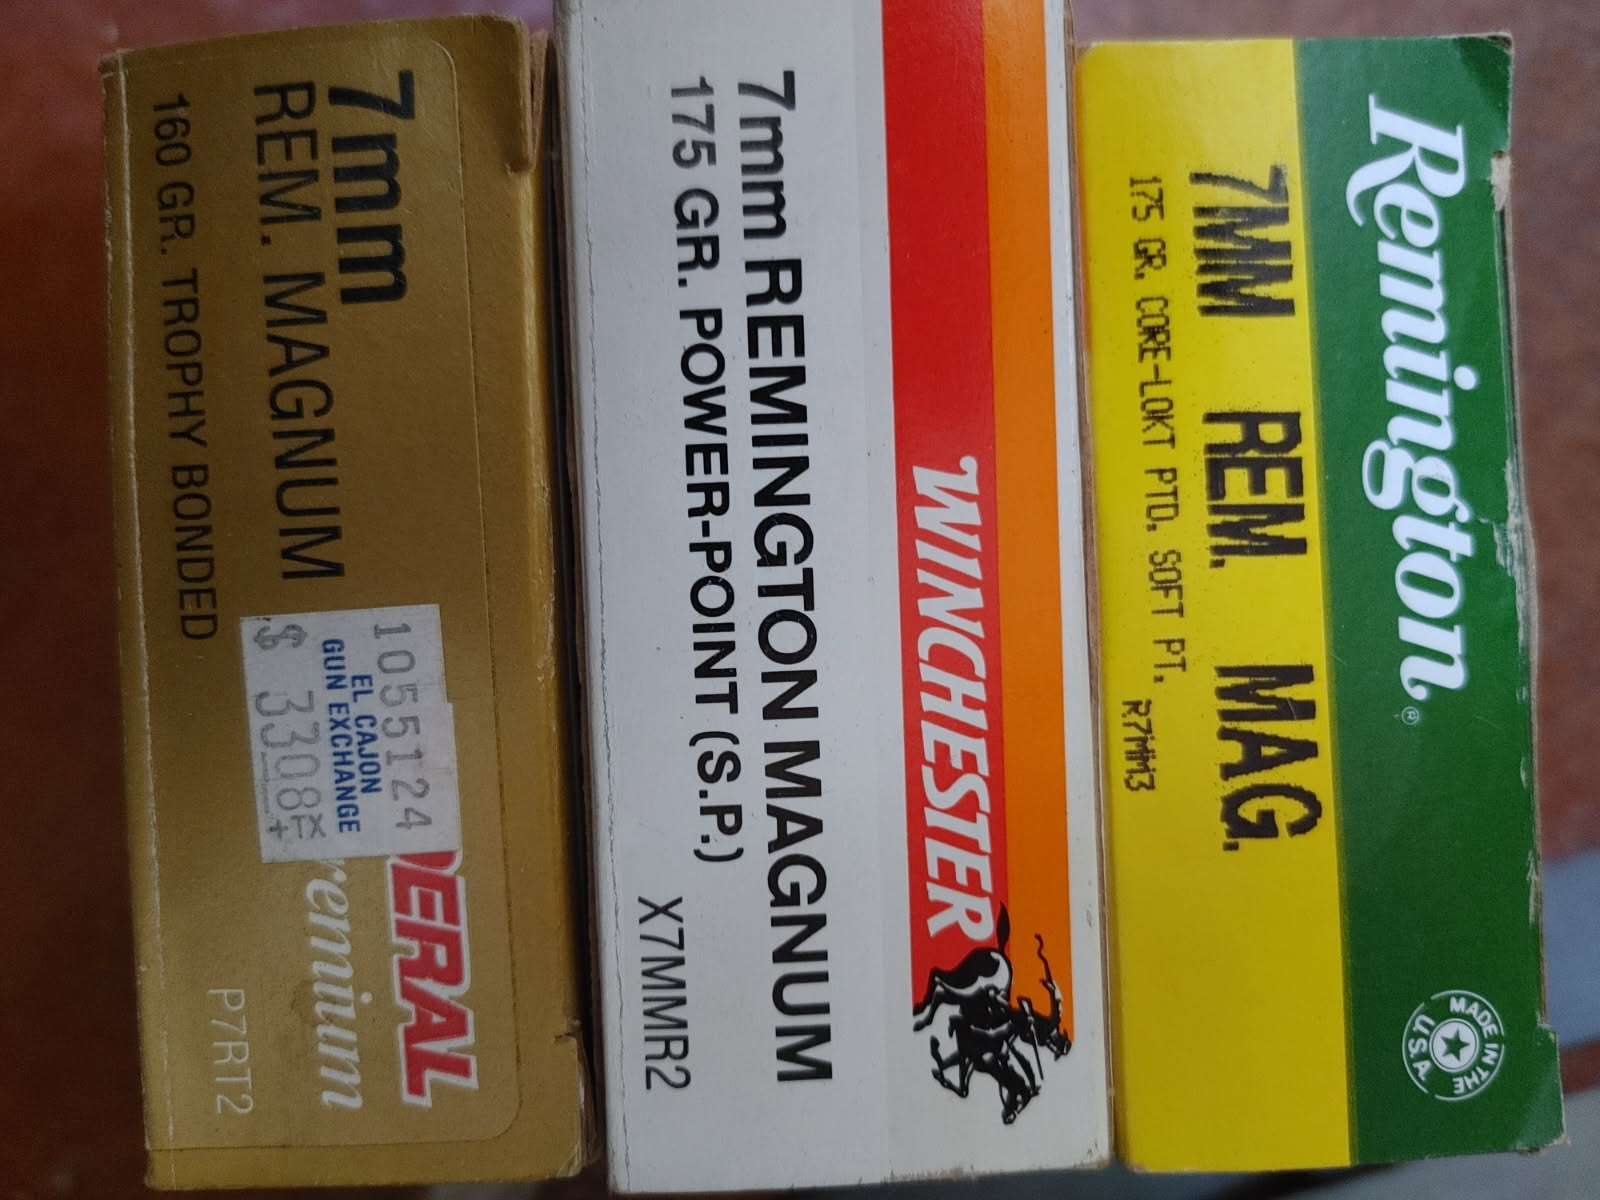 7mm
REM. MAGNUM
160 GR. TROPHY BONDED
1055124
EL CAJON
GUN EXCHANGE
$ 3308
DERAL
remium
P7RT2
WINCHESTER
7mm REMINGTON MAGNUM
175 GR. POWER-POINT (S.P.)
X7MMR2
Remington®
7MM REM. MAG.
175 GR. CORE-LOKT PTD. SOFT PT.
R7MM3
MADE IN THE U.S.A.